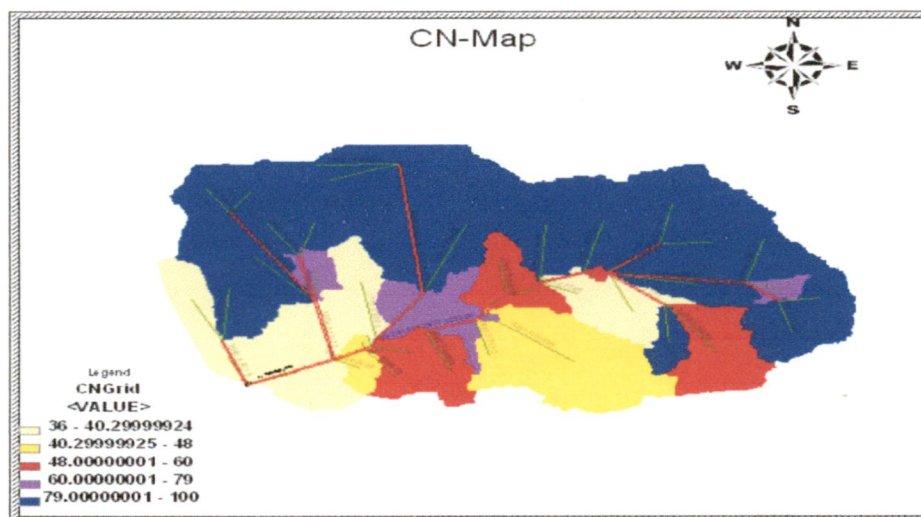 CN-Map
N
W E
S
Legend
CNGrid
<VALUE>
36 - 40.29999924
40.29999925 - 48
48.00000001 - 60
60.00000001 - 79
79.00000001 - 100